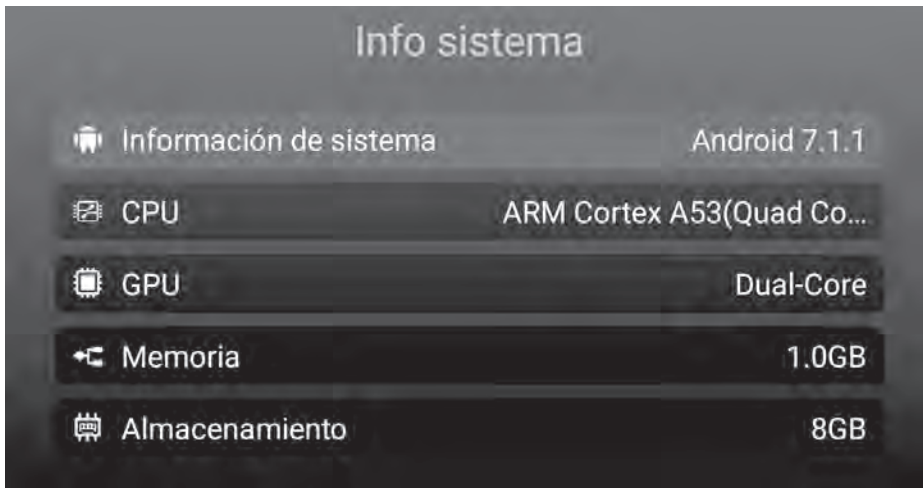 Info sistema
Información de sistema Android 7.1.1
CPU ARM Cortex A53(Quad Co...
GPU Dual-Core
Memoria 1.0GB
Almacenamiento 8GB